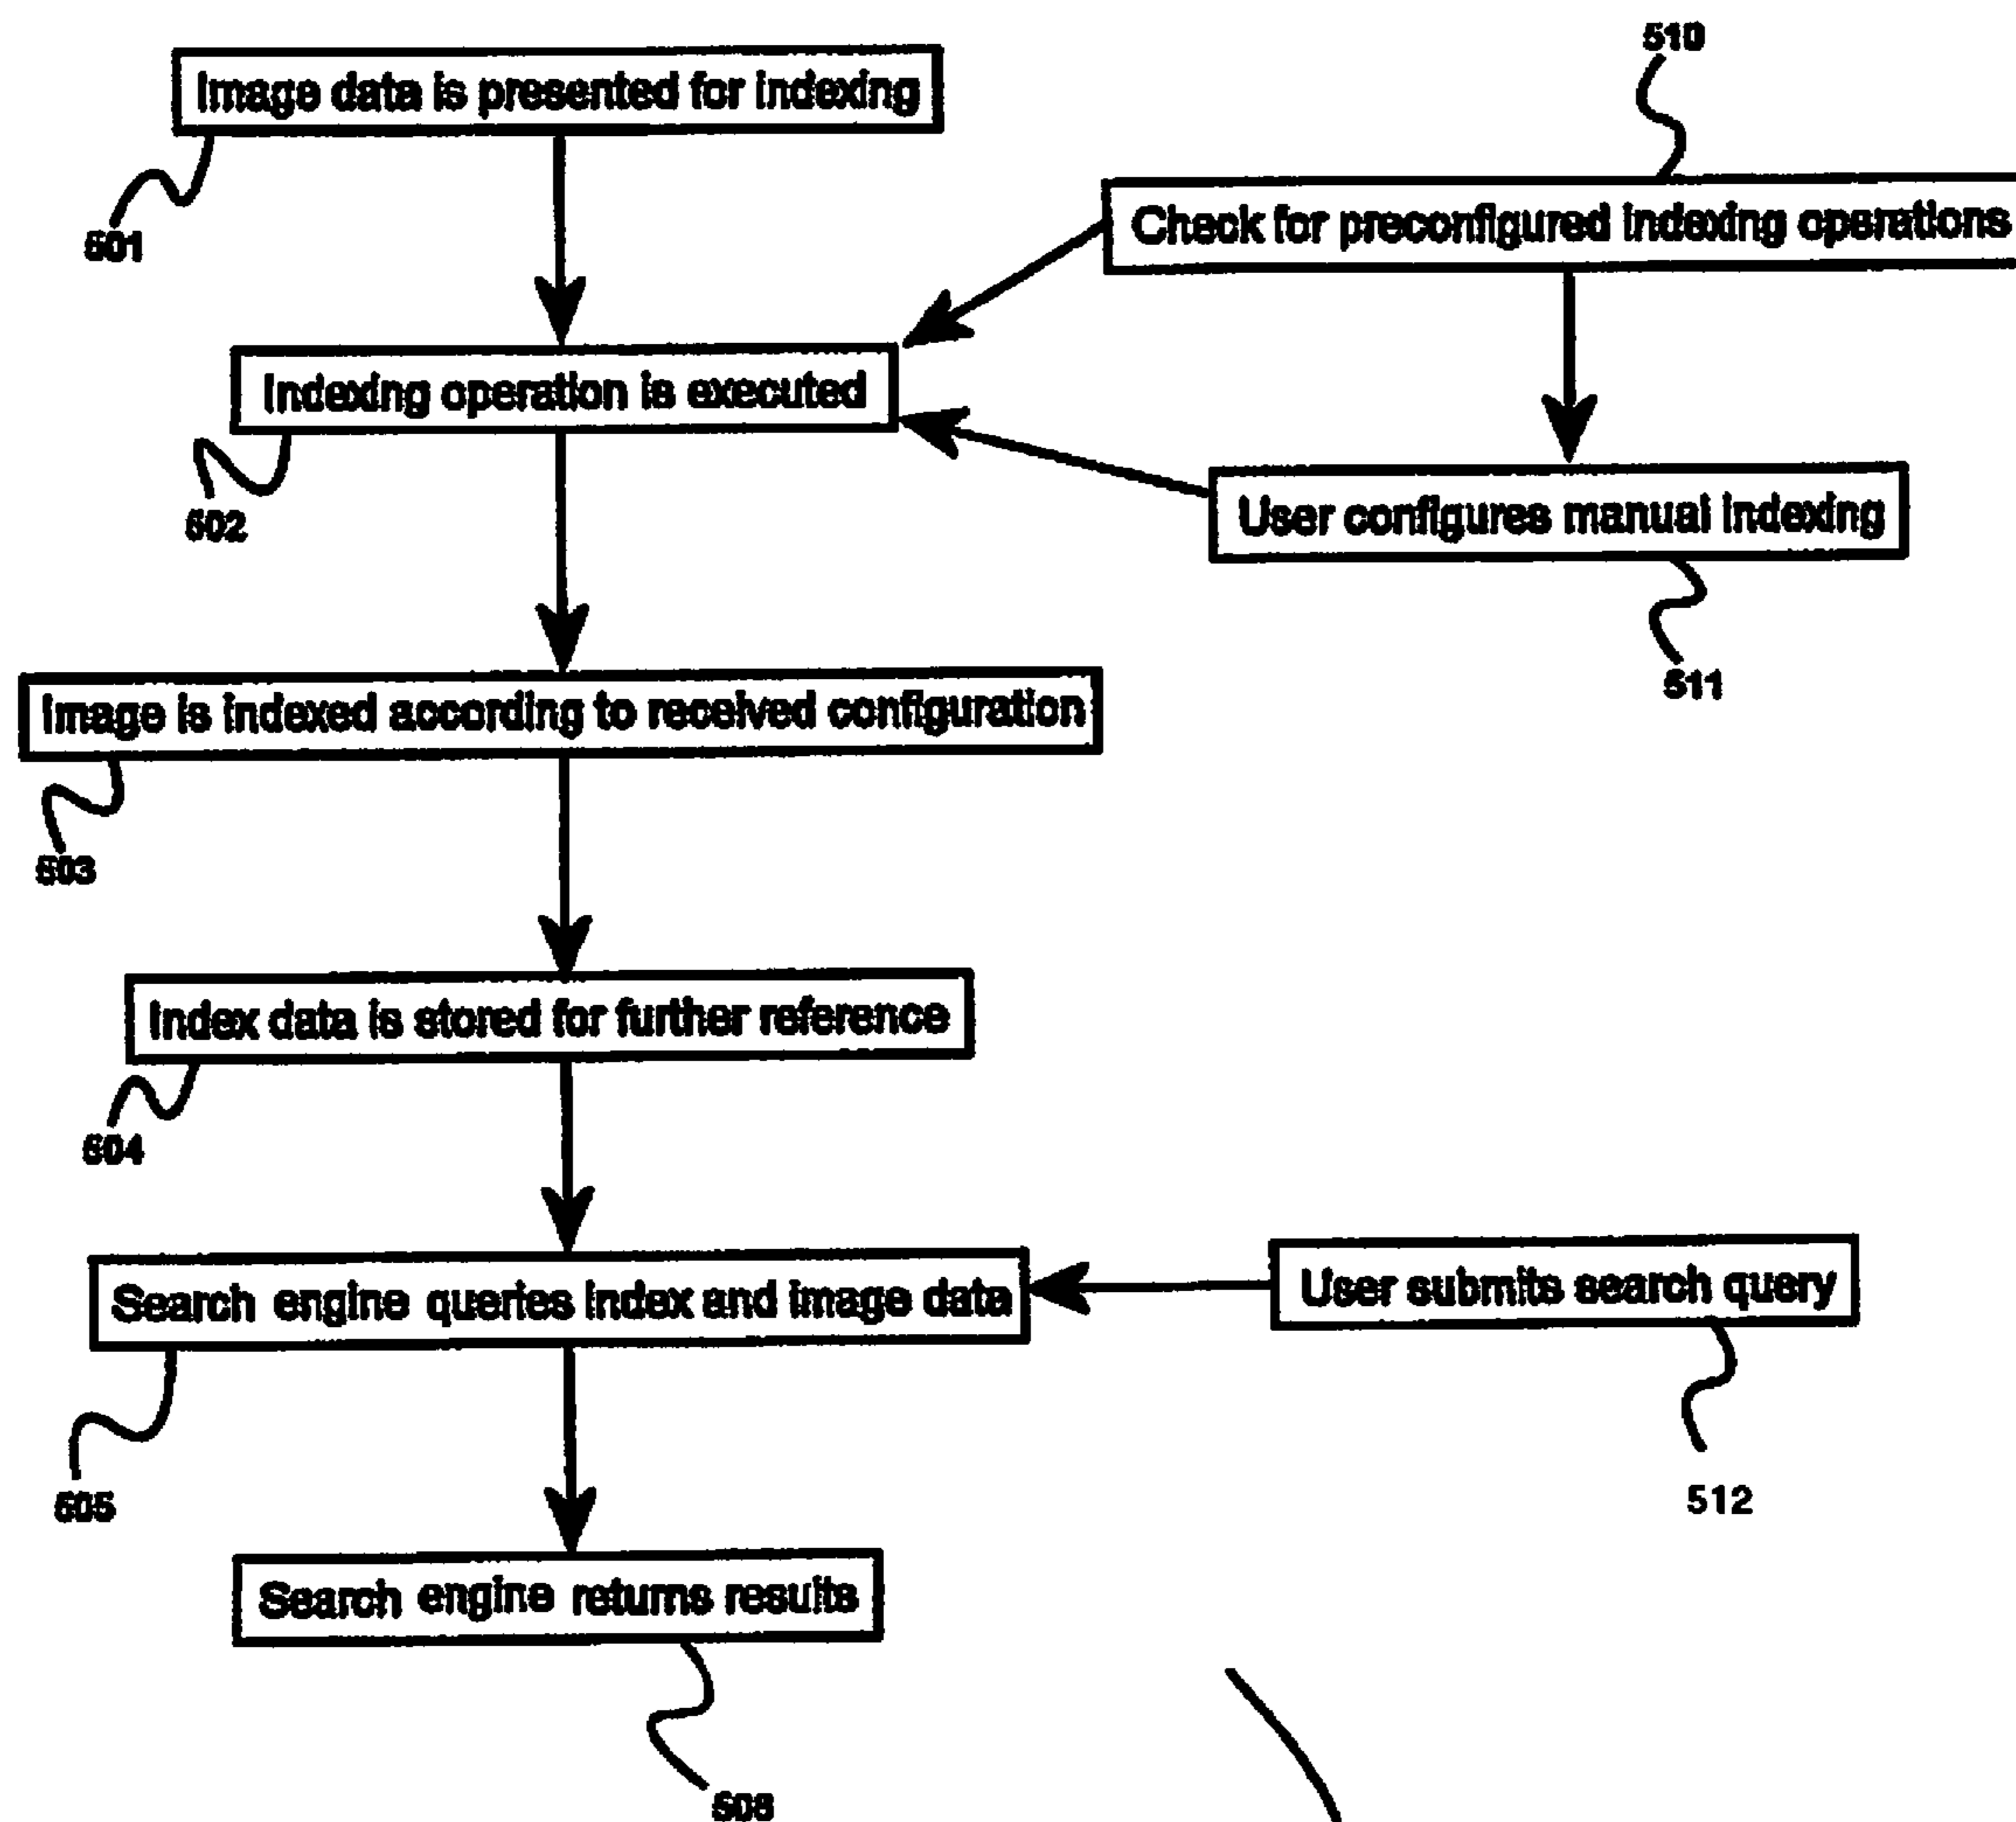 510
Image data is presented for indexing
Check for preconfigured indexing operations
501
Indexing operation is executed
User configures manual indexing
502
511
Image is indexed according to received configuration
503
Index data is stored for further reference
504
Search engine queries index and image data
User submits search query
505
512
Search engine returns results